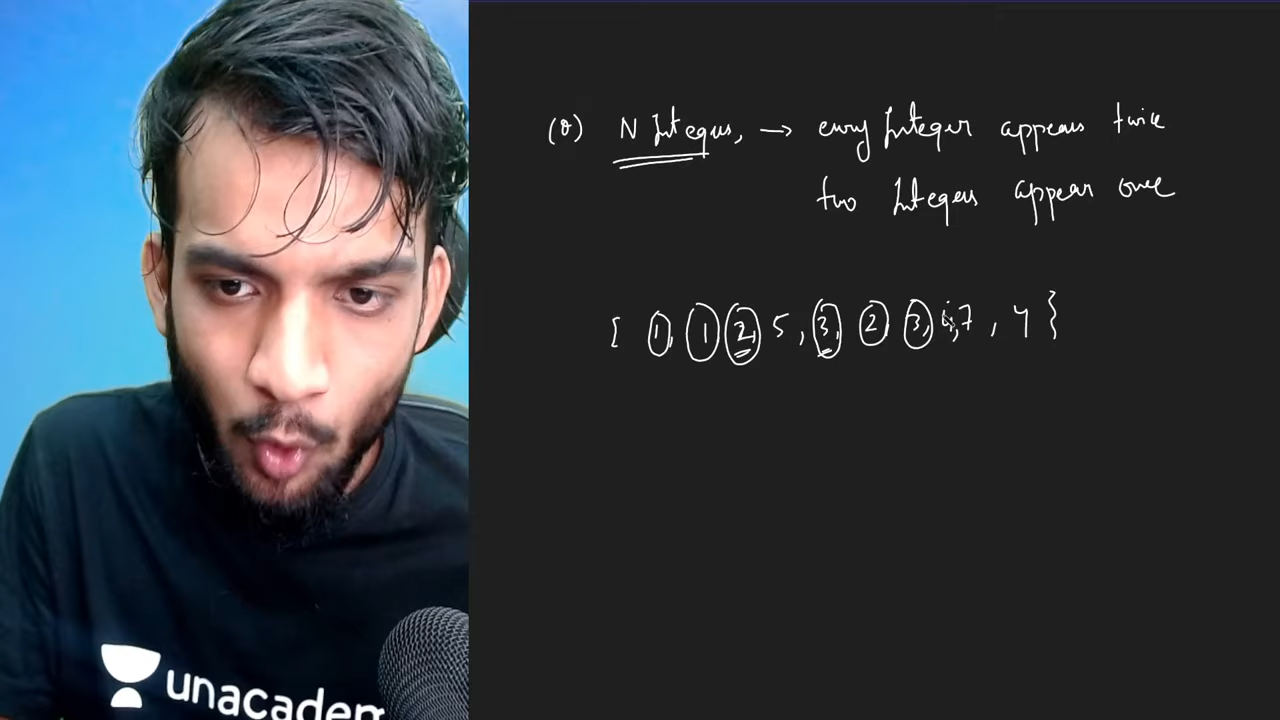 (Q) N Integers, → every Integer appears twice
two Integers appear once
{ 1, 1 2, 5, 3, 2, 3, 7, 4 }
unacadem